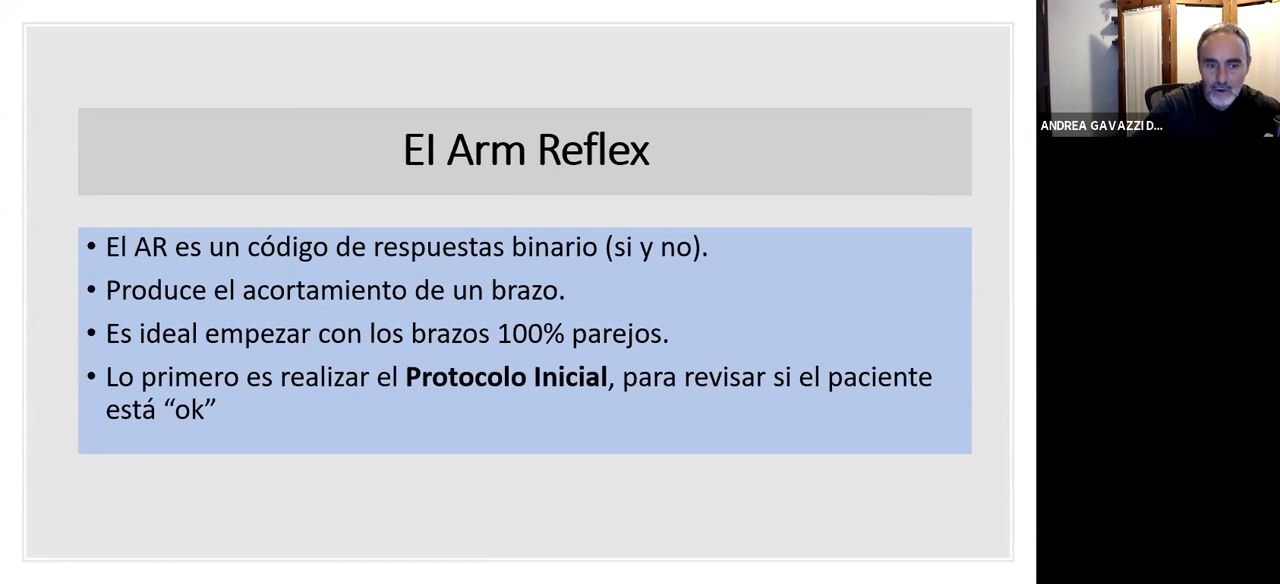 El Arm Reflex
• El AR es un código de respuestas binario (si y no).
• Produce el acortamiento de un brazo.
• Es ideal empezar con los brazos 100% parejos.
• Lo primero es realizar el Protocolo Inicial, para revisar si el paciente
está “ok”
ANDREA GAVAZZI D...